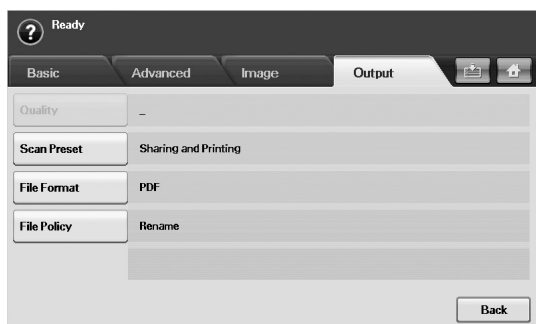 ? Ready
Basic Advanced Image Output
Quality -
Scan Preset Sharing and Printing
File Format PDF
File Policy Rename
Back